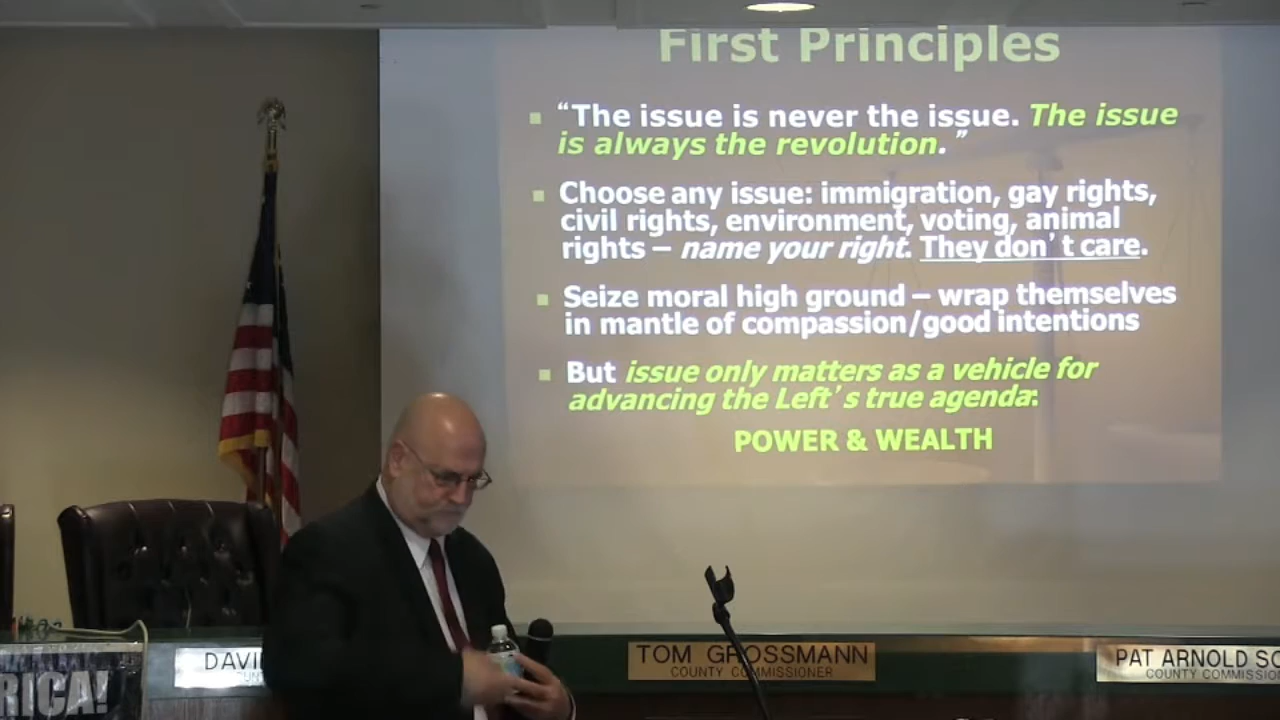 First Principles
“The issue is never the issue. The issue
is always the revolution.”
Choose any issue: immigration, gay rights,
civil rights, environment, voting, animal
rights – name your right. They don’t care.
Seize moral high ground – wrap themselves
in mantle of compassion/good intentions
But issue only matters as a vehicle for
advancing the Left’s true agenda:
POWER & WEALTH
RICA!
DAVI
TOM GROSSMANN
COUNTY COMMISSIONER
PAT ARNOLD SC
COUNTY COMMISSIO